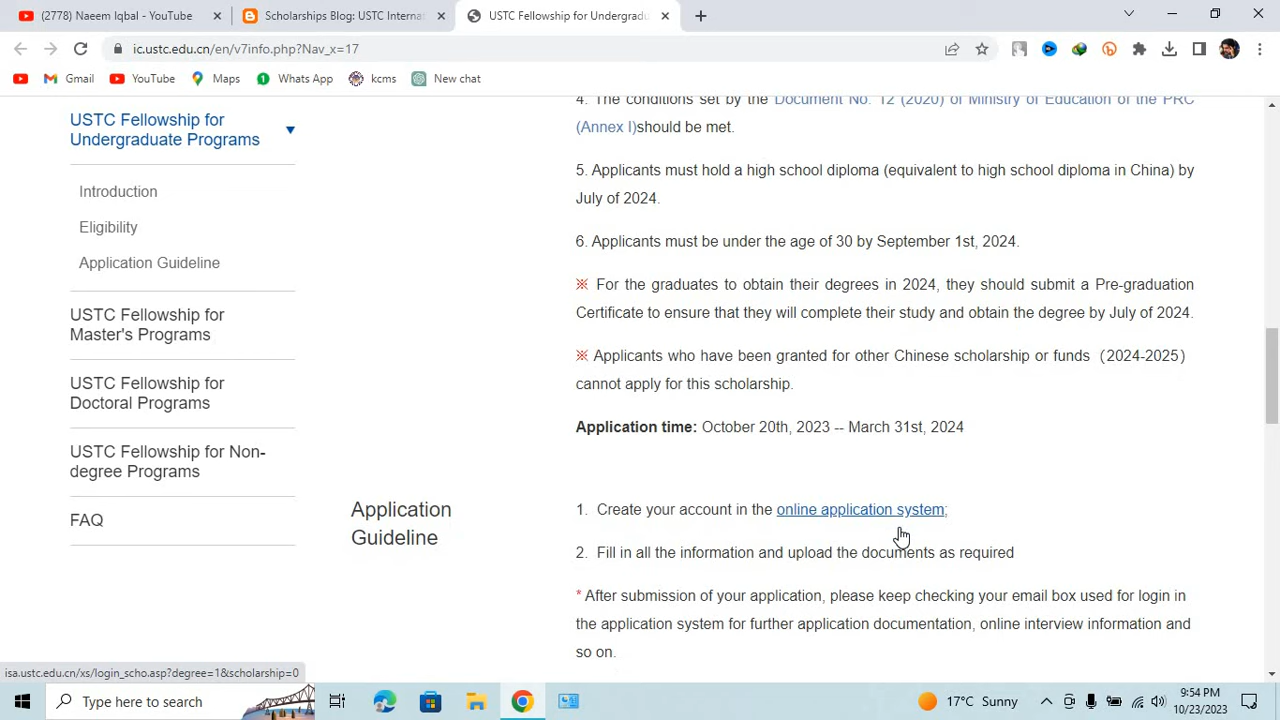 (2778) Naeem Iqbal - YouTube
Scholarships Blog: USTC Interna
USTC Fellowship for Undergradu
ic.ustc.edu.cn/en/v7info.php?Nav_x=17
Gmail
YouTube
Maps
Whats App
kcms
New chat
USTC Fellowship for
Undergraduate Programs
Introduction
Eligibility
Application Guideline
USTC Fellowship for
Master's Programs
USTC Fellowship for
Doctoral Programs
USTC Fellowship for Non-
degree Programs
FAQ
4. The conditions set by the Document No. 12 (2020) of Ministry of Education of the PRC
(Annex I)should be met.
5. Applicants must hold a high school diploma (equivalent to high school diploma in China) by
July of 2024.
6. Applicants must be under the age of 30 by September 1st, 2024.
※ For the graduates to obtain their degrees in 2024, they should submit a Pre-graduation
Certificate to ensure that they will complete their study and obtain the degree by July of 2024.
※ Applicants who have been granted for other Chinese scholarship or funds（2024-2025）
cannot apply for this scholarship.
Application time: October 20th, 2023 -- March 31st, 2024
Application
Guideline
1. Create your account in the online application system;
2. Fill in all the information and upload the documents as required
* After submission of your application, please keep checking your email box used for login in
the application system for further application documentation, online interview information and
so on.
isa.ustc.edu.cn/xs/login_scho.asp?degree=1&scholarship=0
Type here to search
17°C Sunny
9:54 PM
10/23/2023